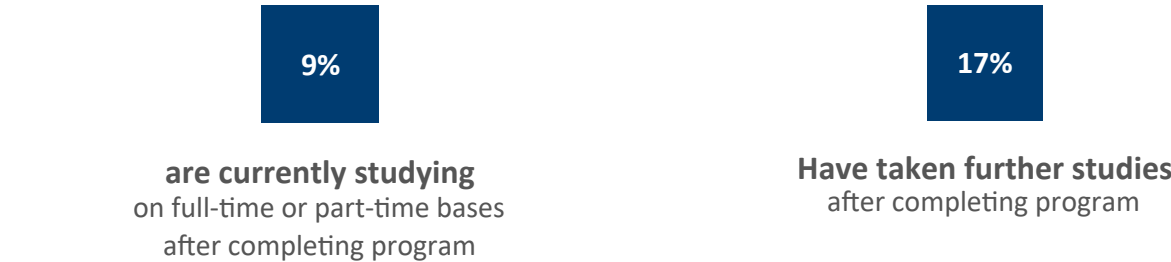 9%
are currently studying
on full-time or part-time bases
after completing program
17%
Have taken further studies
after completing program